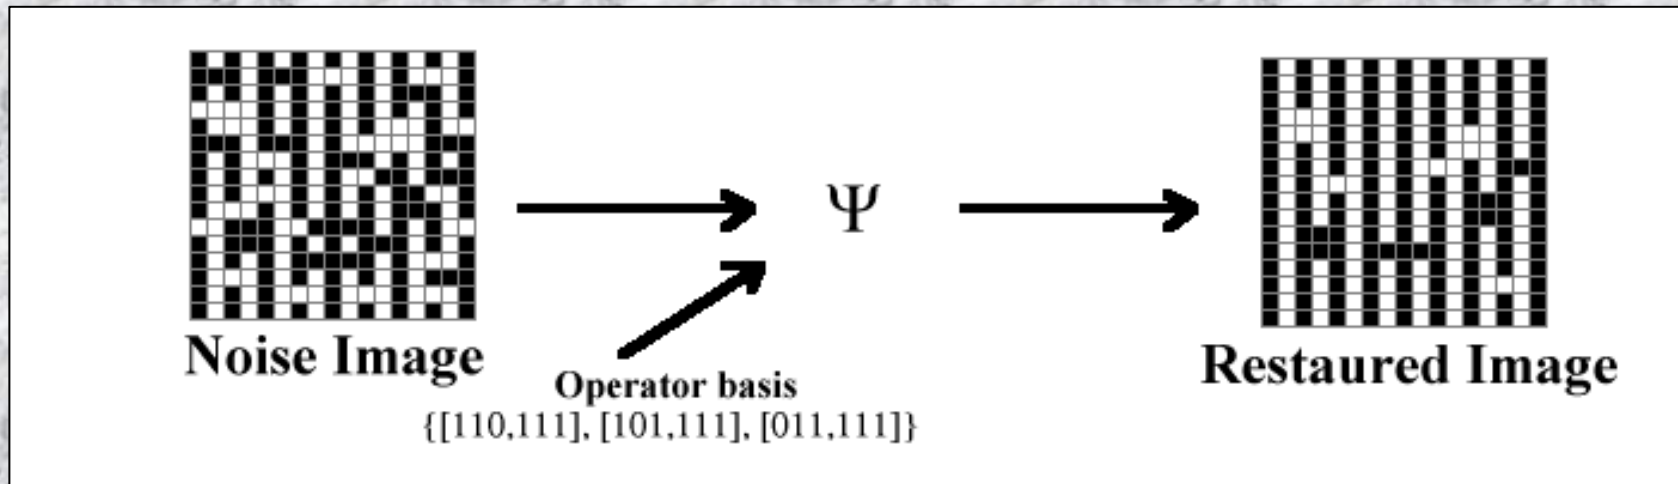 Ψ
Noise Image
Restaured Image
Operator basis
{[110,111], [101,111], [011,111]}